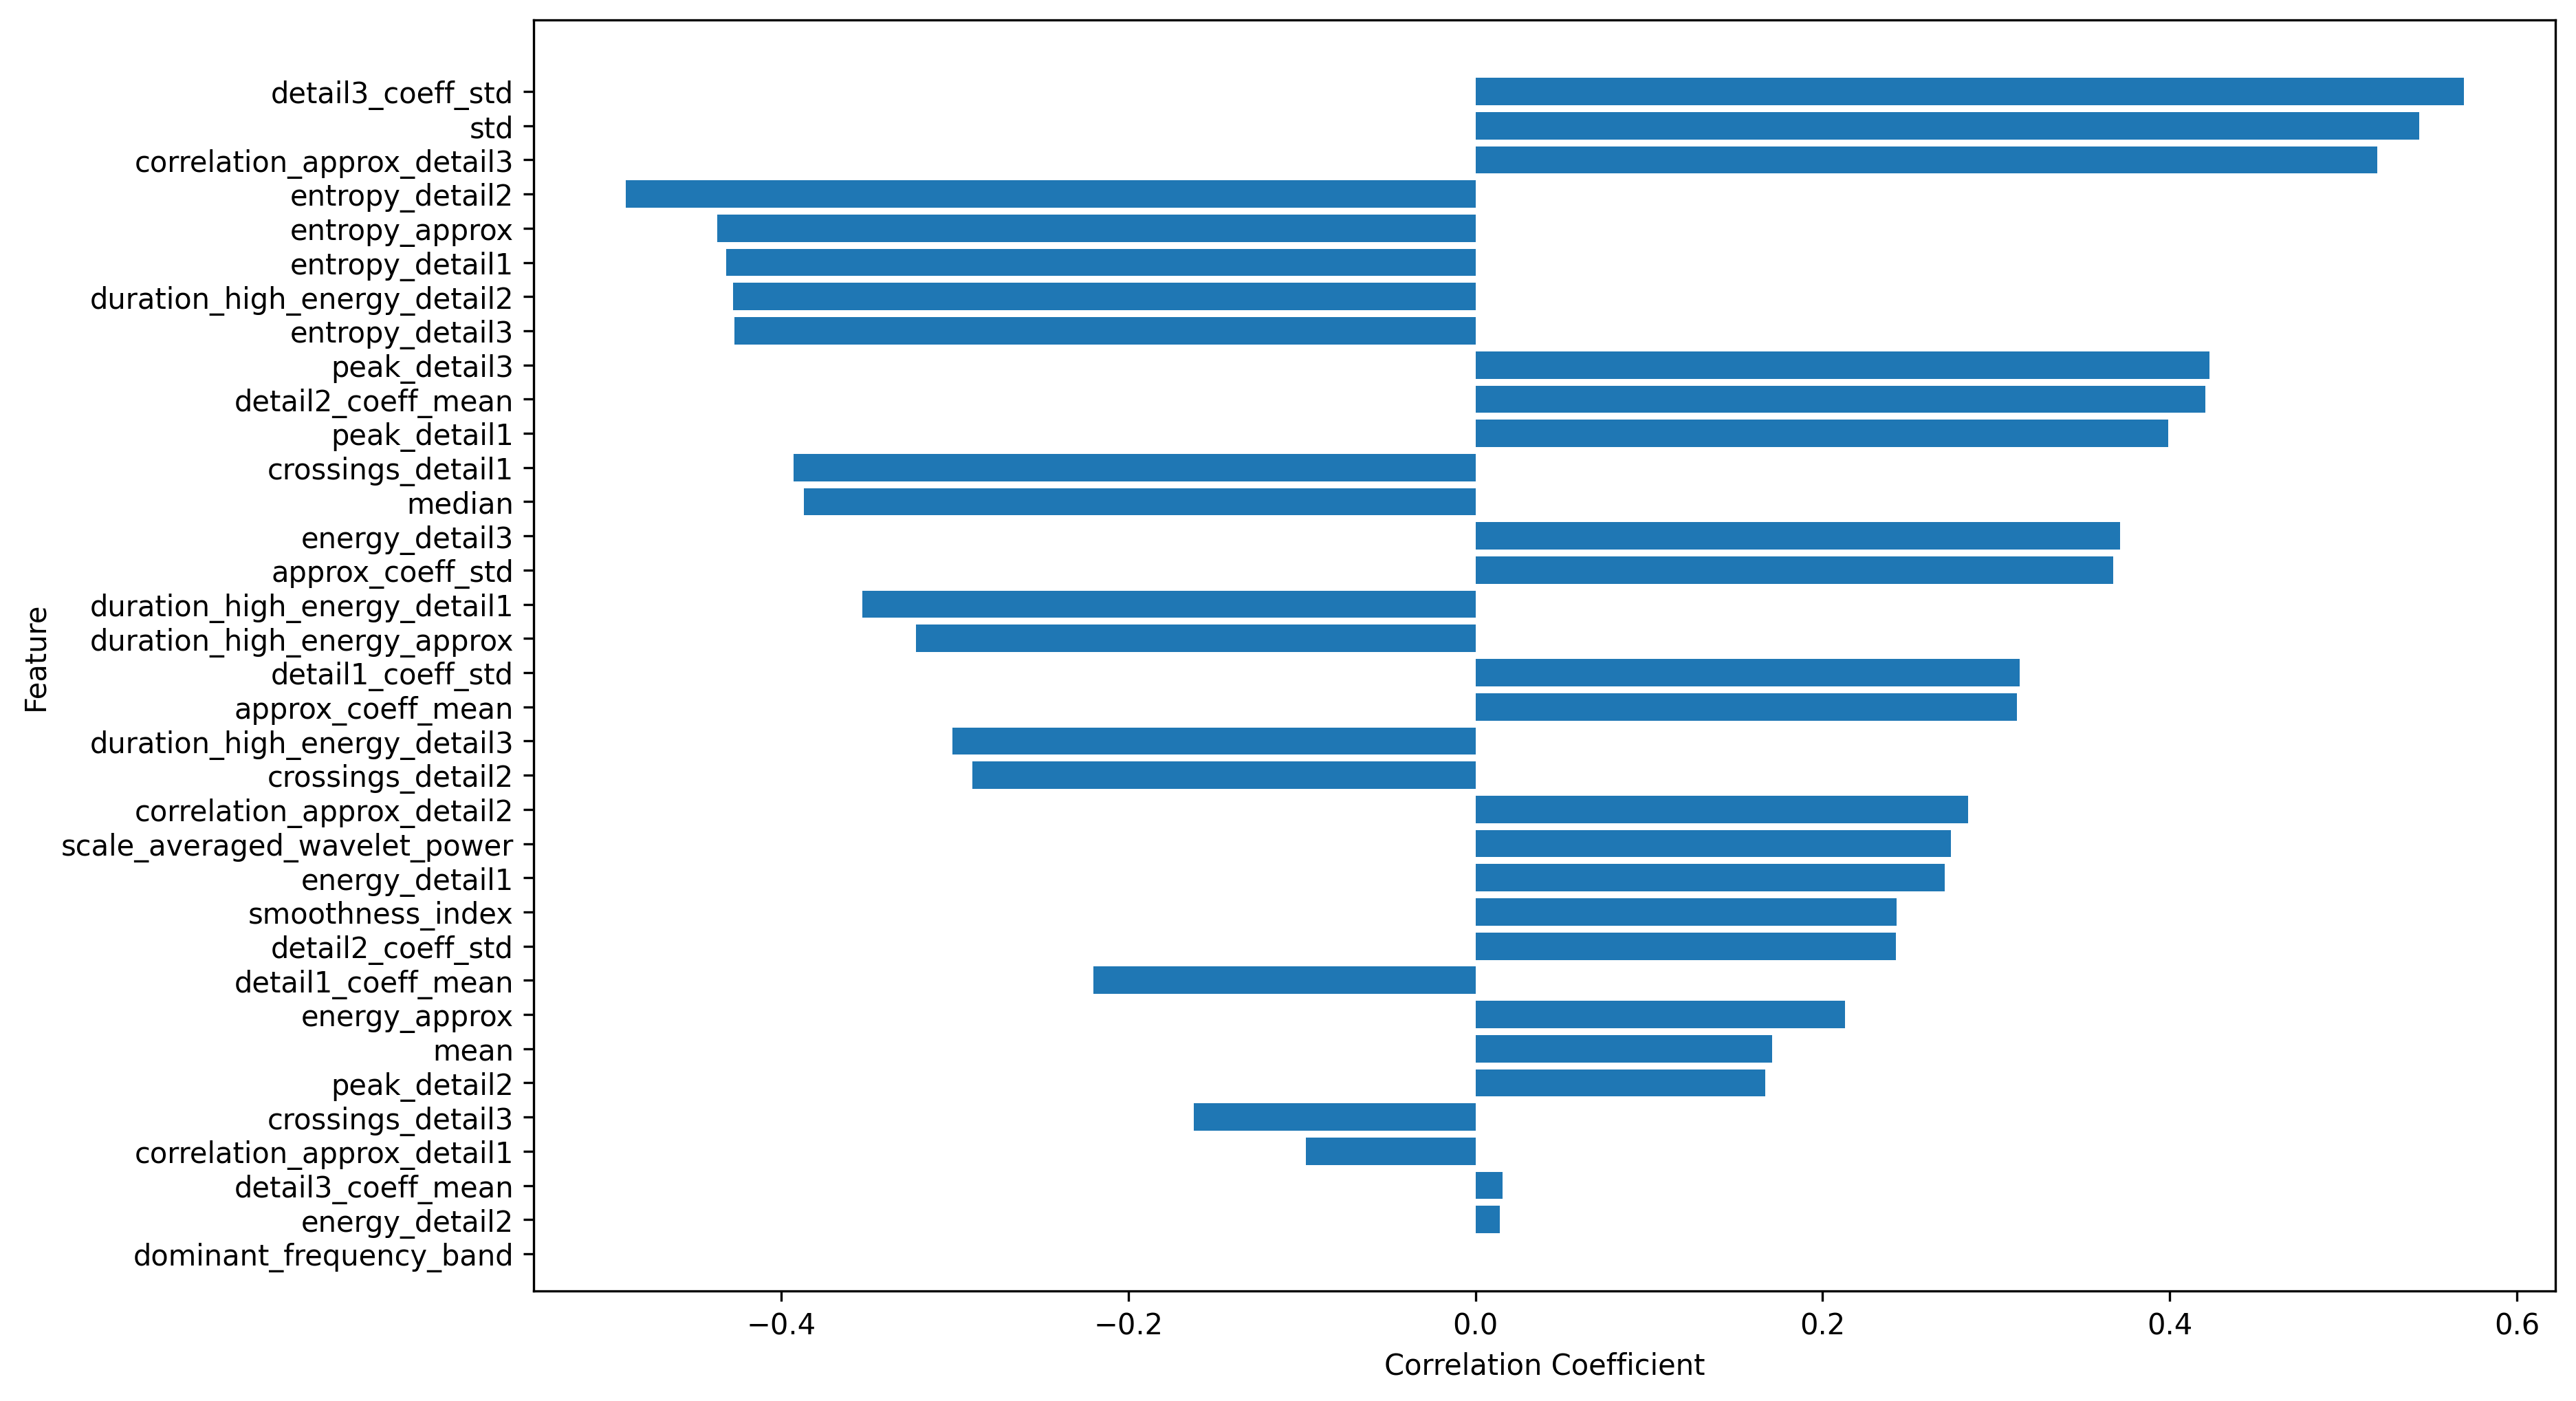 detail3_coeff_std
std
correlation_approx_detail3
entropy_detail2
entropy_approx
entropy_detail1
duration_high_energy_detail2
entropy_detail3
peak_detail3
detail2_coeff_mean
peak_detail1
crossings_detail1
median
energy_detail3
approx_coeff_std
duration_high_energy_detail1
duration_high_energy_approx
detail1_coeff_std
approx_coeff_mean
duration_high_energy_detail3
crossings_detail2
correlation_approx_detail2
scale_averaged_wavelet_power
energy_detail1
smoothness_index
detail2_coeff_std
detail1_coeff_mean
energy_approx
mean
peak_detail2
crossings_detail3
correlation_approx_detail1
detail3_coeff_mean
energy_detail2
dominant_frequency_band
Feature
−0.4 −0.2 0.0 0.2 0.4 0.6
Correlation Coefficient